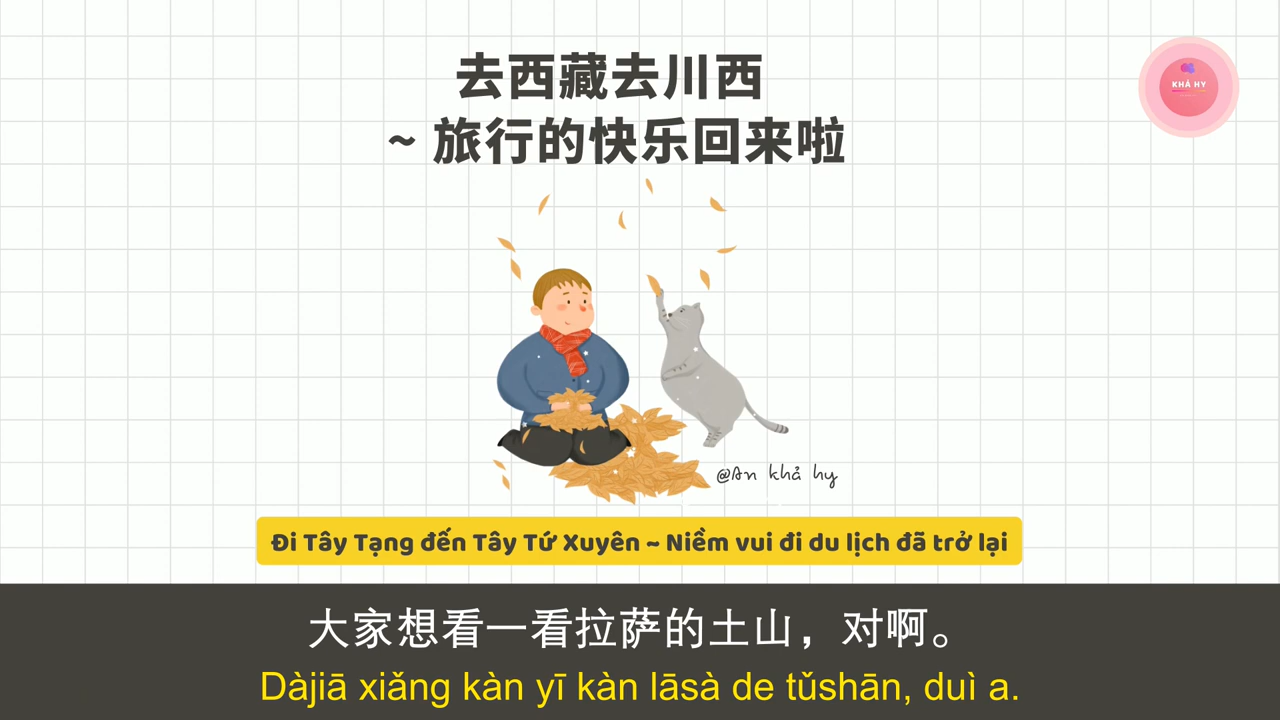 去西藏去川西
~ 旅行的快乐回来啦
KHẢ HY
@An khả hy
Đi Tây Tạng đến Tây Tứ Xuyên ~ Niềm vui đi du lịch đã trở lại
大家想看一看拉萨的土山，对啊。
Dàjiā xiǎng kàn yī kàn lāsà de tǔshān, duì a.